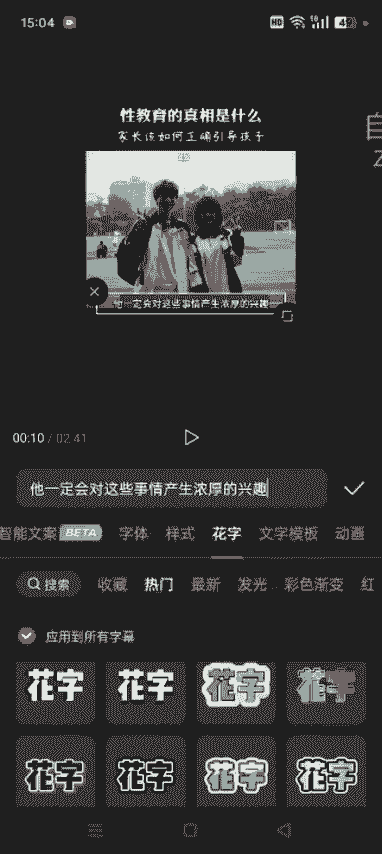 15:04
HD
性教育的真相是什么
家长该如何正确引导孩子
他一定会对这些事情产生浓厚的兴趣
00:10 / 02:41
他一定会对这些事情产生浓厚的兴趣
智能文案 BETA 字体 样式 花字 文字模板 动画
搜索 收藏 热门 最新 发光 彩色渐变 红
应用到所有字幕
花字 花字 花字 花字
花字 花字 花字 花字